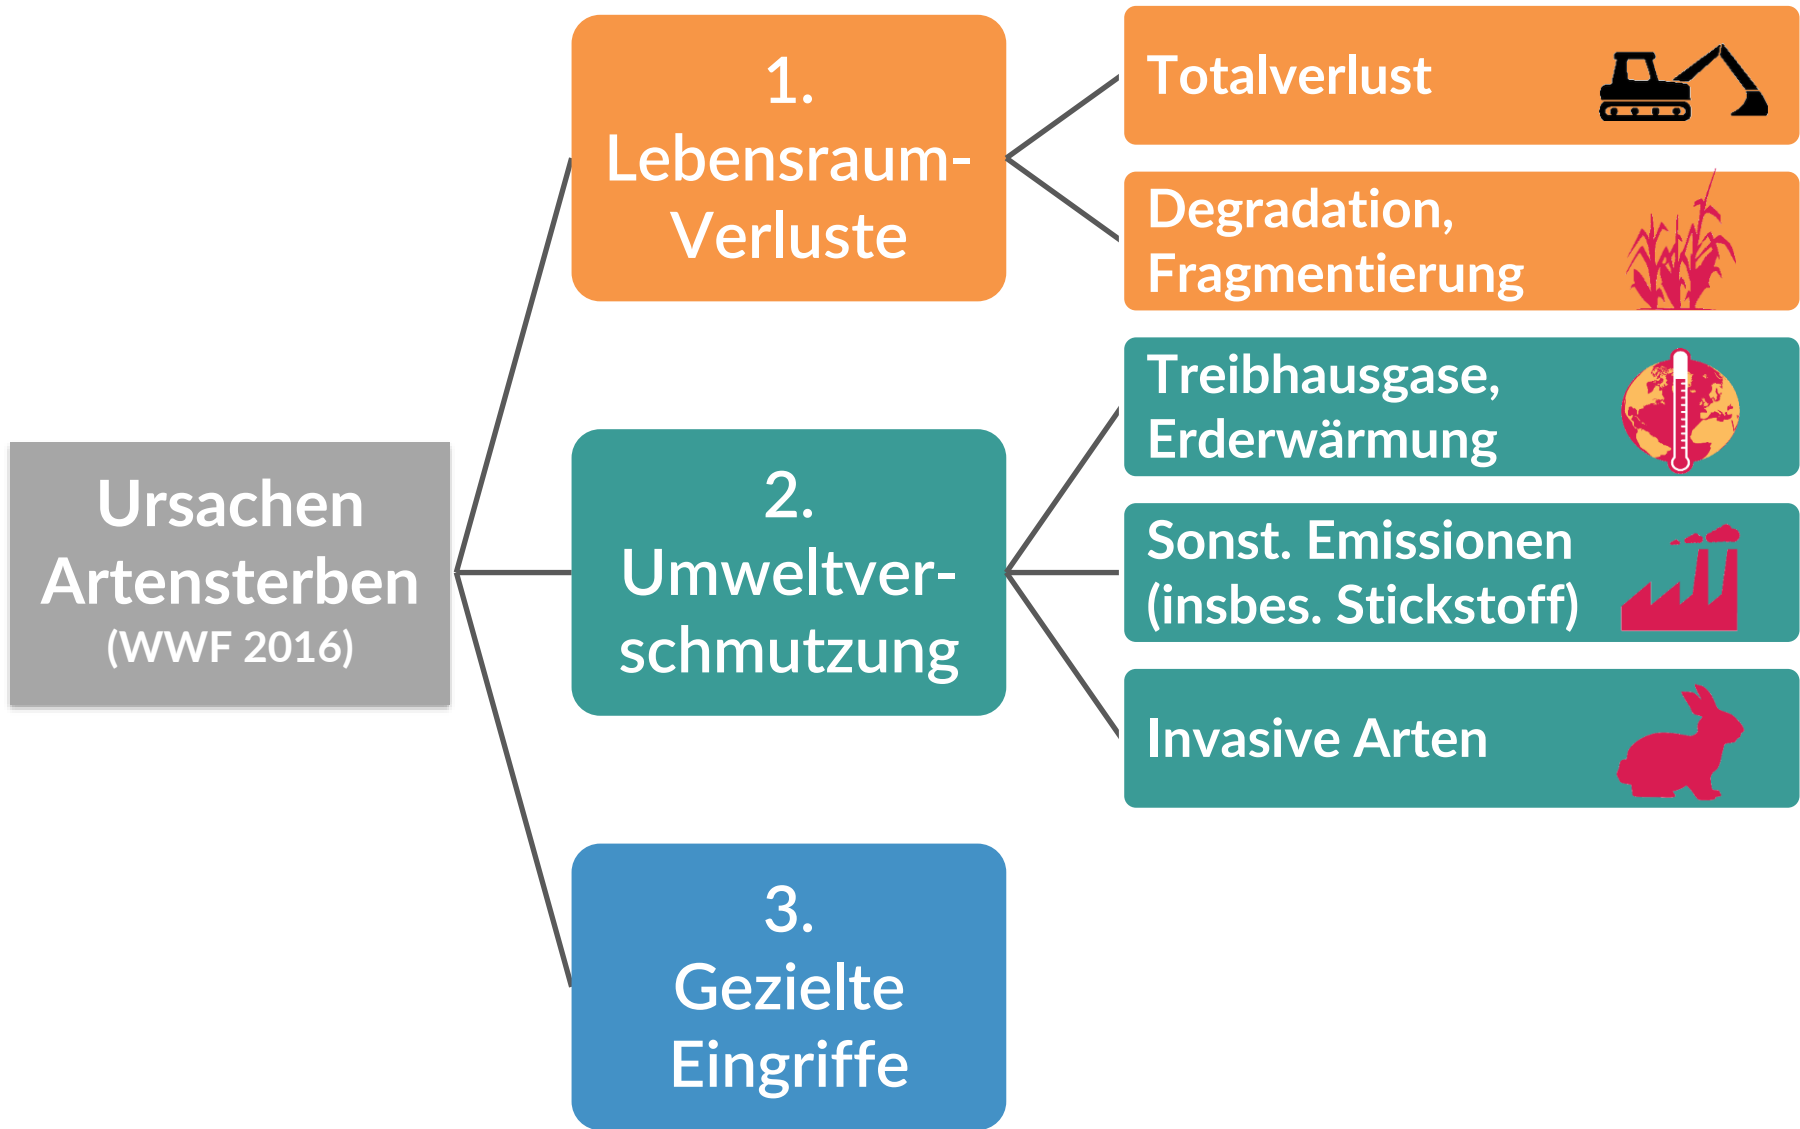 Ursachen
Artensterben
(WWF 2016)
1.
Lebensraum-
Verluste
Totalverlust
Degradation,
Fragmentierung
2.
Umweltver-
schmutzung
Treibhausgase,
Erderwärmung
Sonst. Emissionen
(insbes. Stickstoff)
Invasive Arten
3.
Gezielte
Eingriffe